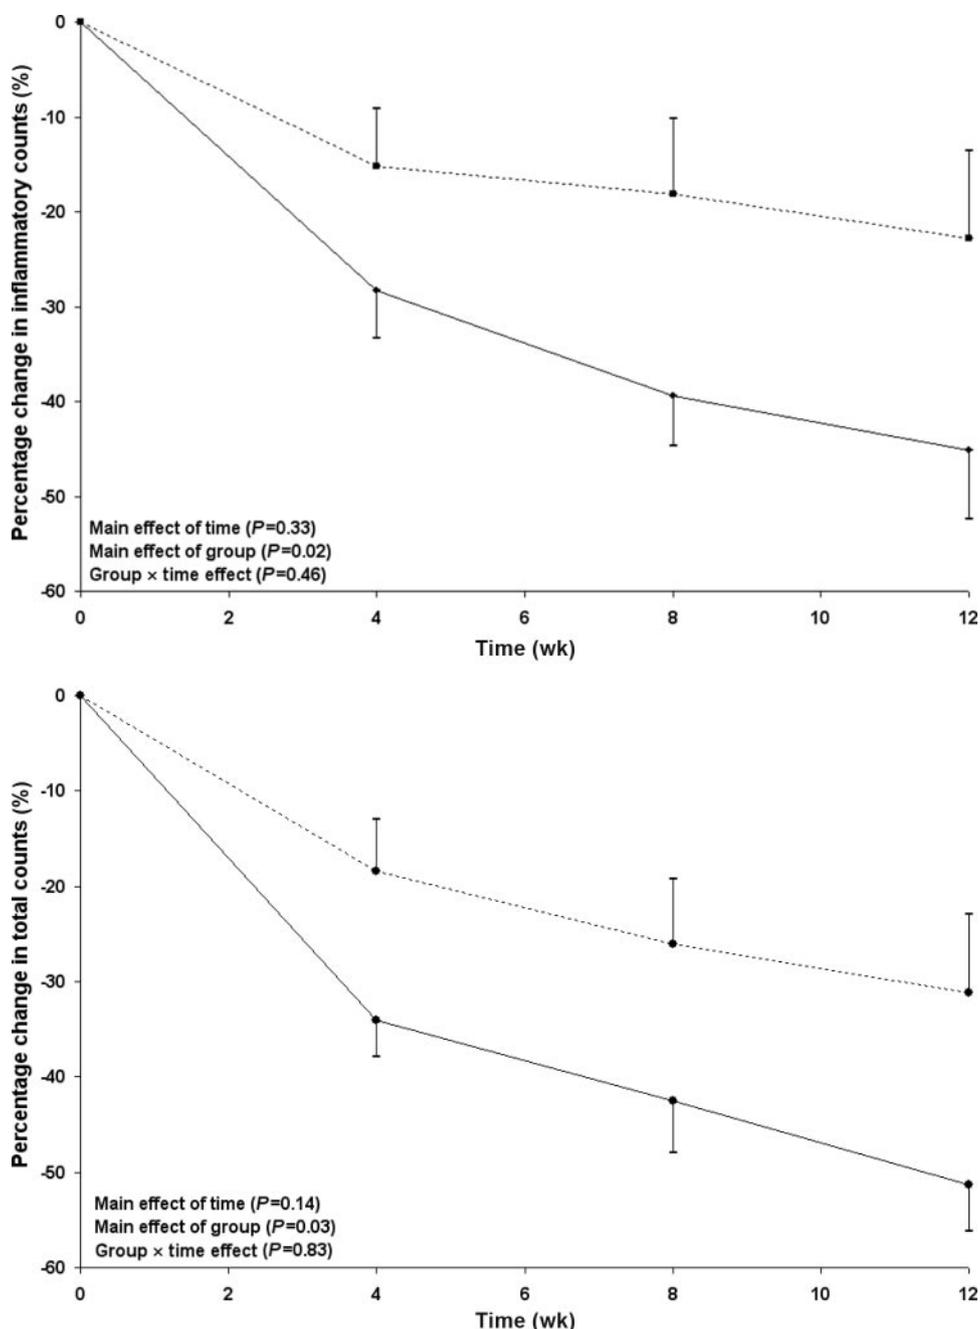 Percentage change in inflammatory counts (%)
0
-10
-20
-30
-40
-50
-60
Main effect of time (P=0.33)
Main effect of group (P=0.02)
Group × time effect (P=0.46)
0 2 4 6 8 10 12
Time (wk)
Percentage change in total counts (%)
0
-10
-20
-30
-40
-50
-60
Main effect of time (P=0.14)
Main effect of group (P=0.03)
Group × time effect (P=0.83)
0 2 4 6 8 10 12
Time (wk)